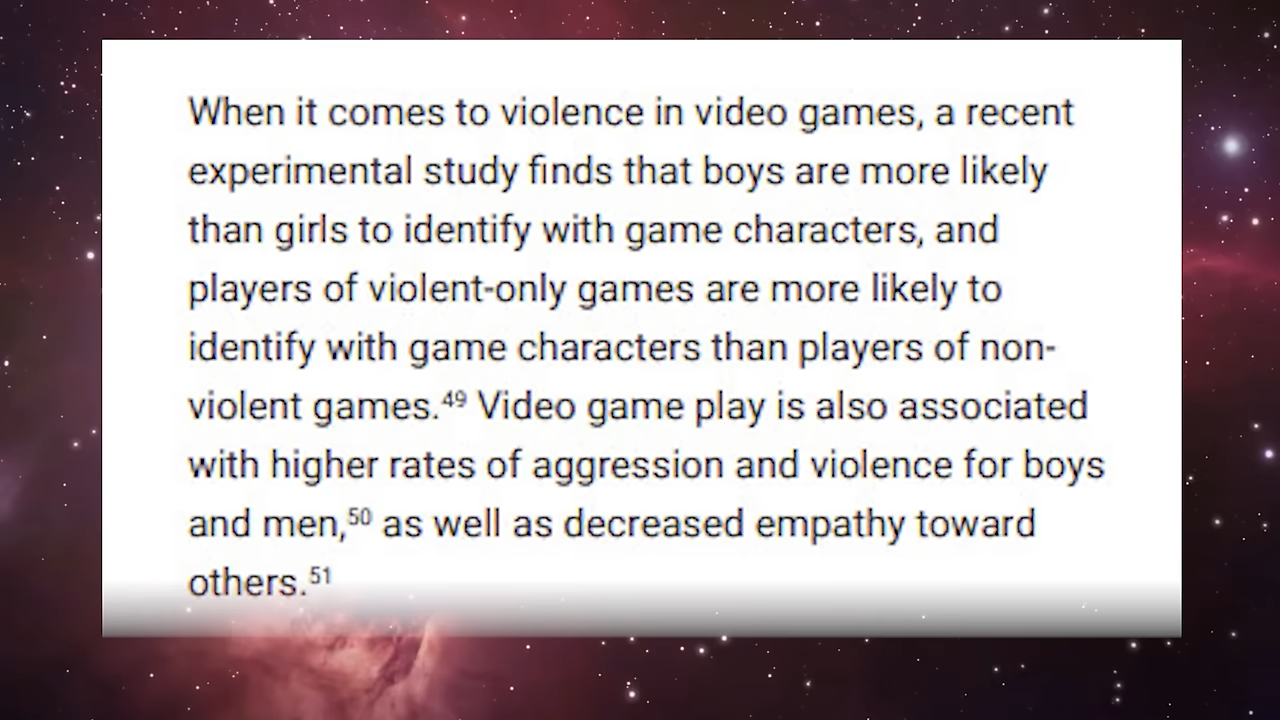 When it comes to violence in video games, a recent
experimental study finds that boys are more likely
than girls to identify with game characters, and
players of violent-only games are more likely to
identify with game characters than players of non-
violent games.⁴⁹ Video game play is also associated
with higher rates of aggression and violence for boys
and men,⁵⁰ as well as decreased empathy toward
others.⁵¹